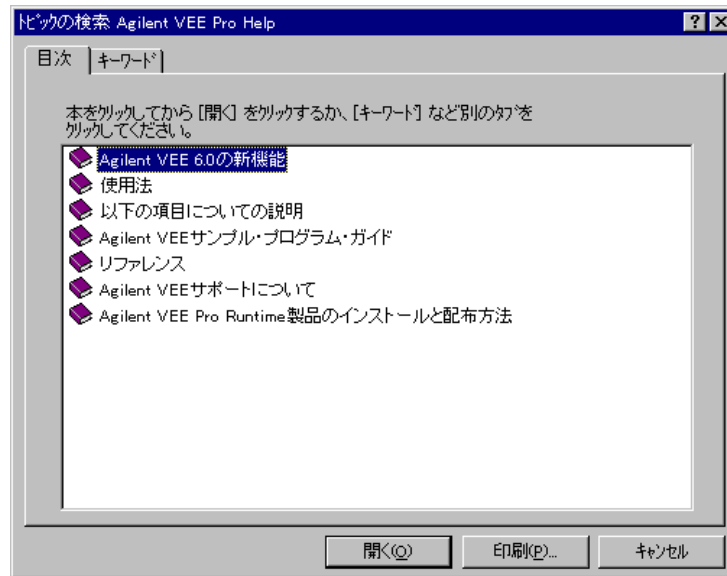 ﾄﾋﾟｯｸの検索 Agilent VEE Pro Help
目次
ｷｰﾜｰﾄﾞ
本をｸﾘｯｸしてから [開く] をｸﾘｯｸするか、[ｷｰﾜｰﾄﾞ] など別のﾀﾌﾞを
ｸﾘｯｸしてください。
Agilent VEE 6.0の新機能
使用法
以下の項目についての説明
Agilent VEEサンプル・プログラム・ガイド
リファレンス
Agilent VEEサポートについて
Agilent VEE Pro Runtime製品のインストールと配布方法
開く(O)
印刷(P)...
ｷｬﾝｾﾙ